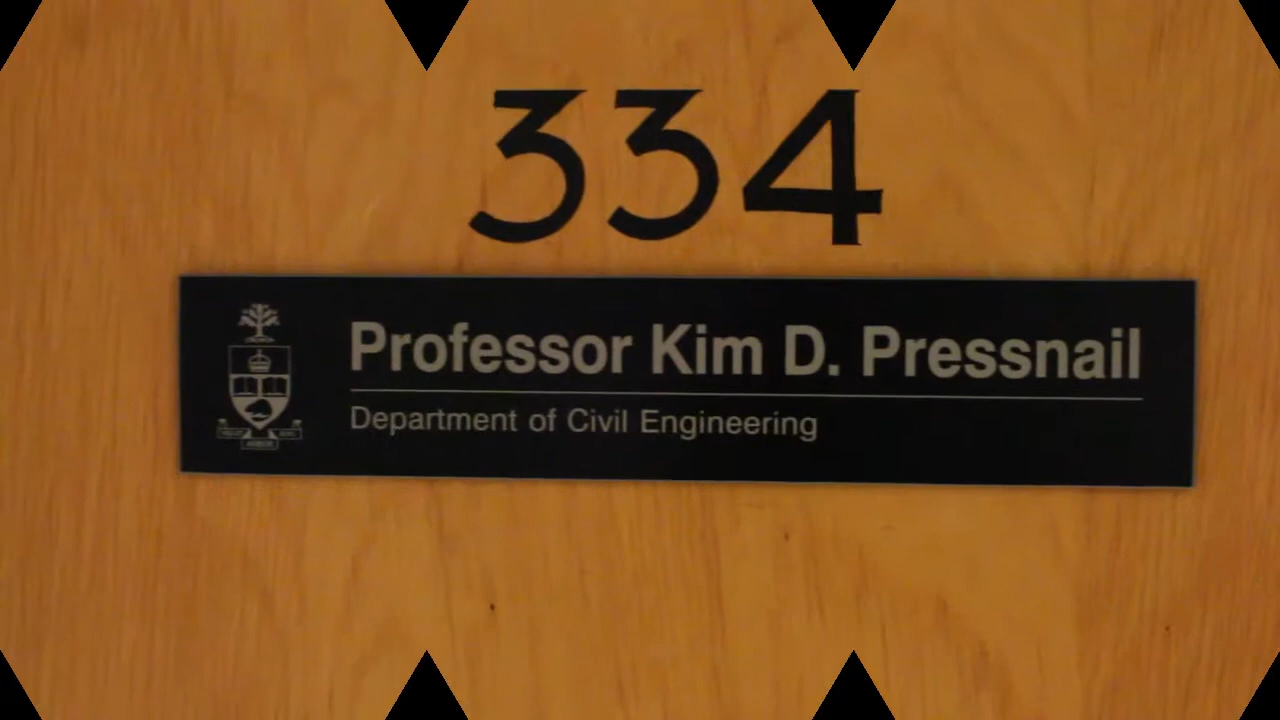 334
Professor Kim D. Pressnail
Department of Civil Engineering